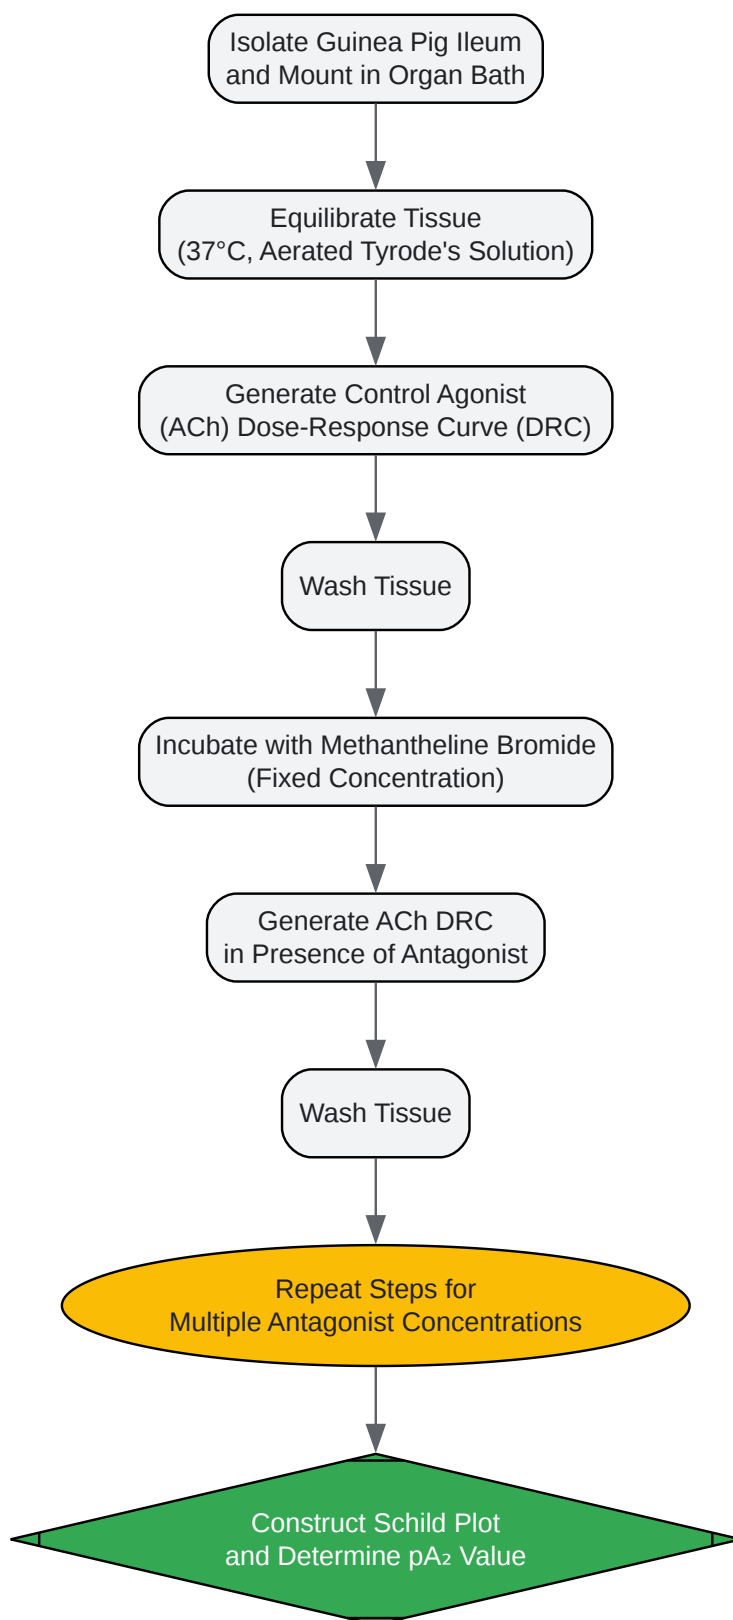 Isolate Guinea Pig Ileum
and Mount in Organ Bath
Equilibrate Tissue
(37°C, Aerated Tyrode's Solution)
Generate Control Agonist
(ACh) Dose-Response Curve (DRC)
Wash Tissue
Incubate with Methantheline Bromide
(Fixed Concentration)
Generate ACh DRC
in Presence of Antagonist
Wash Tissue
Repeat Steps for
Multiple Antagonist Concentrations
Construct Schild Plot
and Determine pA₂ Value